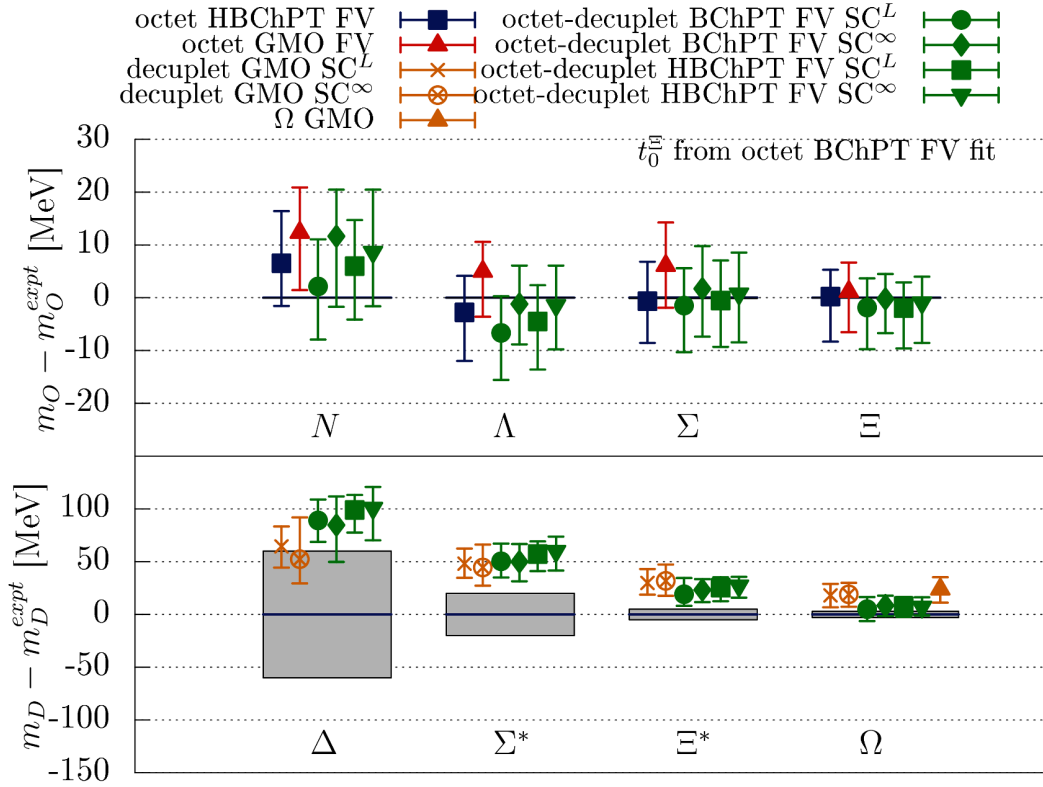 octet HBChPT FV
octet GMO FV
decuplet GMO SC^L
decuplet GMO SC^∞
Ω GMO
octet-decuplet BChPT FV SC^L
octet-decuplet BChPT FV SC^∞
octet-decuplet HBChPT FV SC^L
octet-decuplet HBChPT FV SC^∞
t_0^Ξ from octet BChPT FV fit
m_O − m_O^{expt} [MeV]
30
20
10
0
-10
-20
N Λ Σ Ξ
m_D − m_D^{expt} [MeV]
100
50
0
-50
-100
-150
Δ Σ* Ξ* Ω